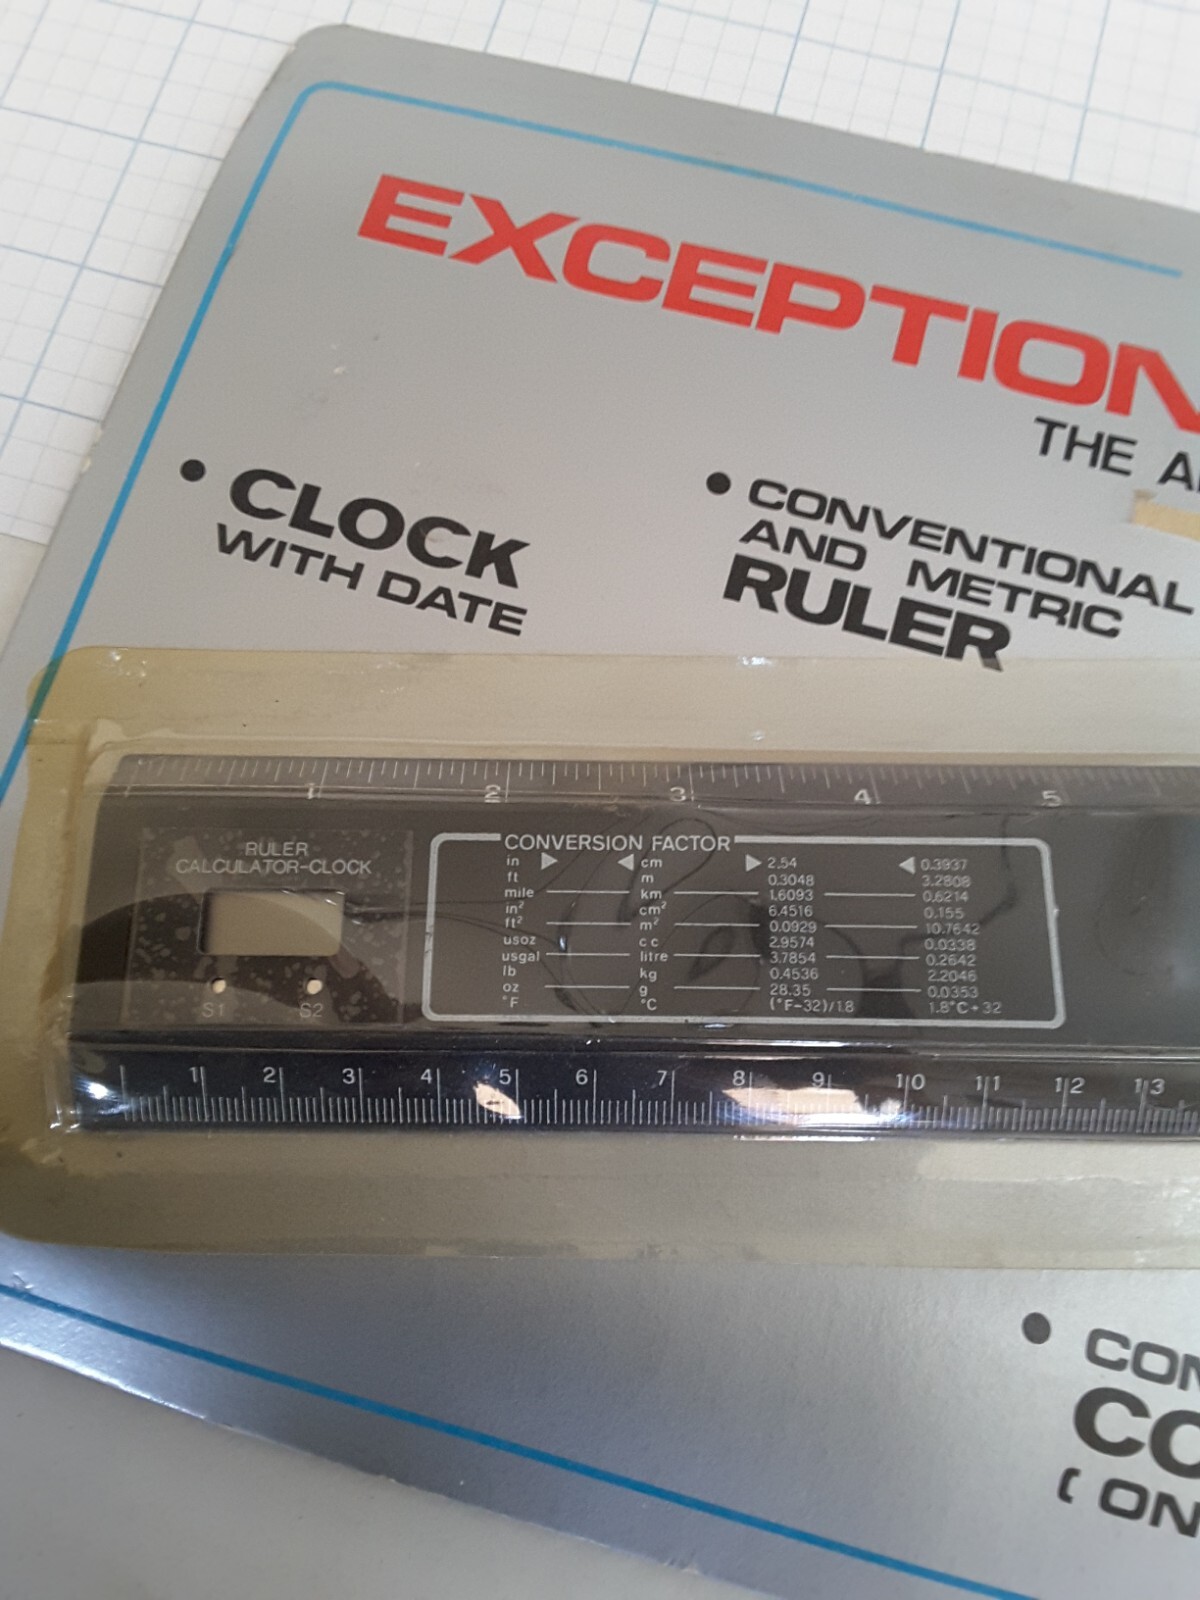 EXCEPTION
THE
• CLOCK
WITH DATE
• CONVENTIONAL
AND METRIC
RULER
1 2 3 4 5
RULER
CALCULATOR-CLOCK
S1 S2
CONVERSION FACTOR
in ▶ ◀ cm ▶ 2.54 ◀ 0.3937
ft m 0.3048 3.2808
mile km 1.6093 0.6214
in² cm² 6.4516 0.155
ft² m² 0.0929 10.7642
usoz cc 2.9574 0.0338
usgal litre 3.7854 0.2642
lb kg 0.4536 2.2046
oz g 28.35 0.0353
°F °C (°F-32)/1.8 1.8°C+32
1 2 3 4 5 6 7 8 9 10 11 12 13
• CON
CO
( ON